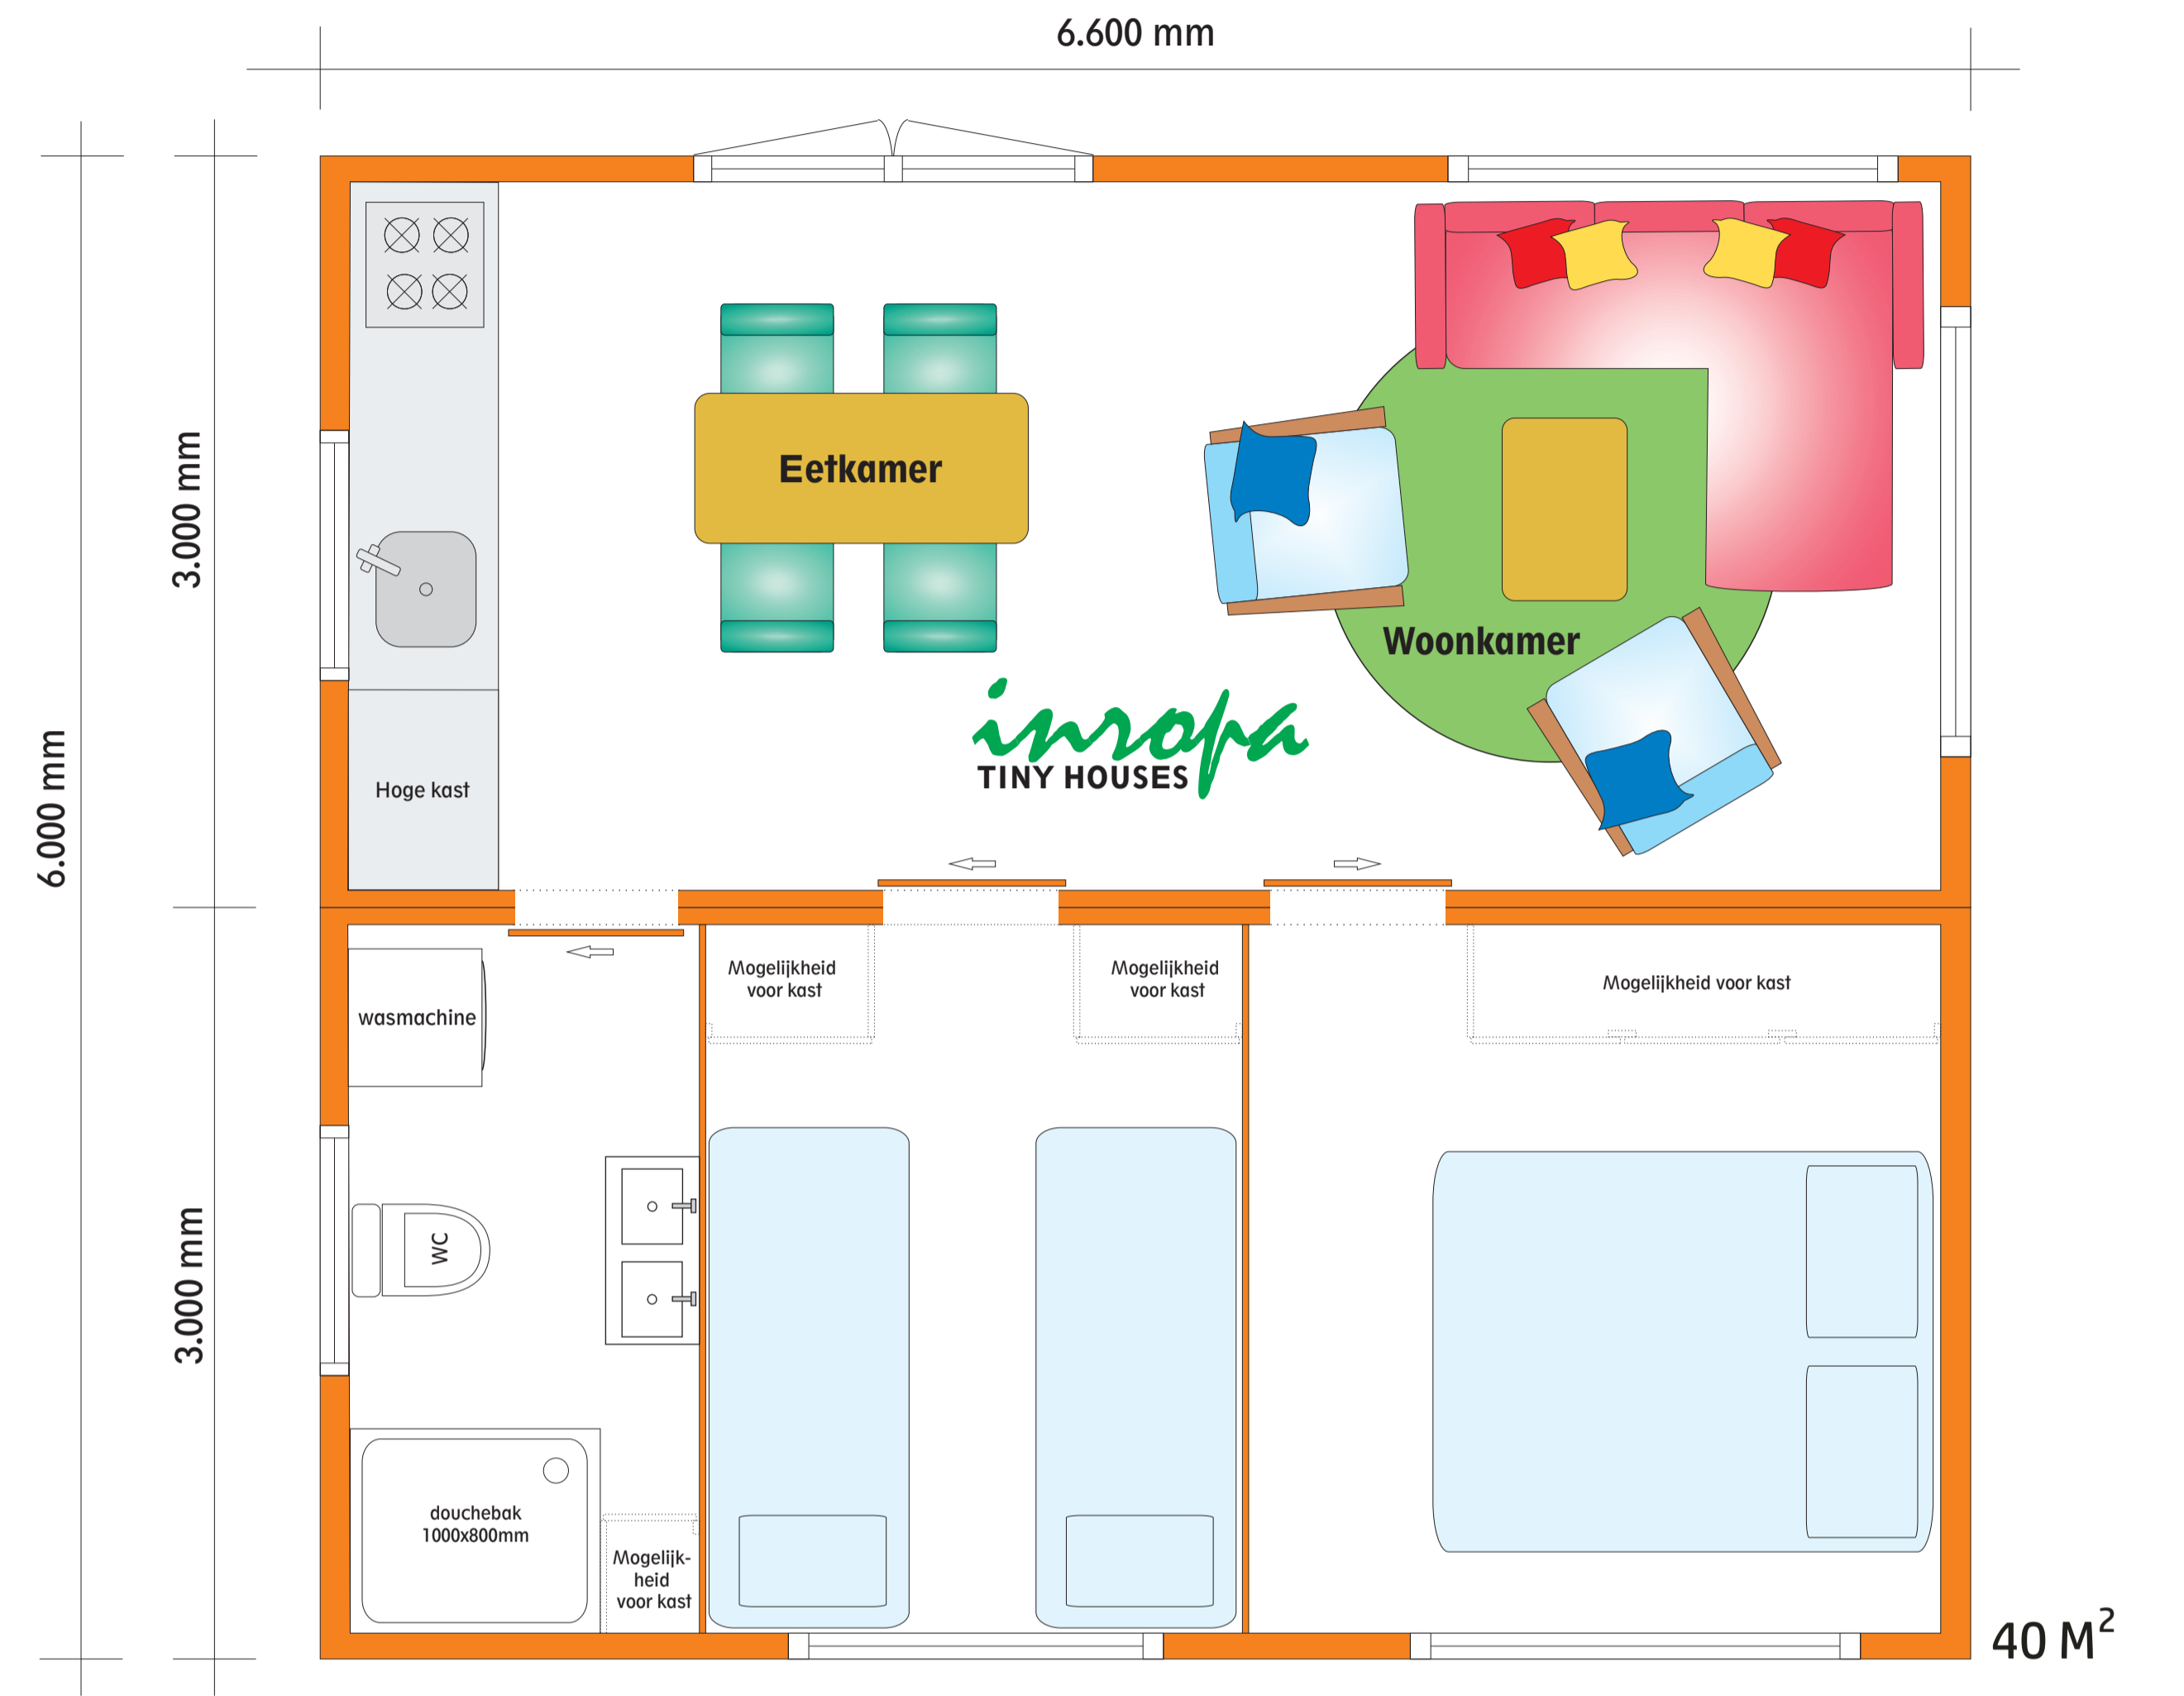 6.600 mm
3.000 mm
6.000 mm
Eetkamer
Woonkamer
inropa
TINY HOUSES
Hoge kast
wasmachine
Mogelijkheid
voor kast
Mogelijkheid
voor kast
Mogelijkheid voor kast
3.000 mm
WC
douchebak
1000x800mm
Mogelijk-
heid
voor kast
40 M²